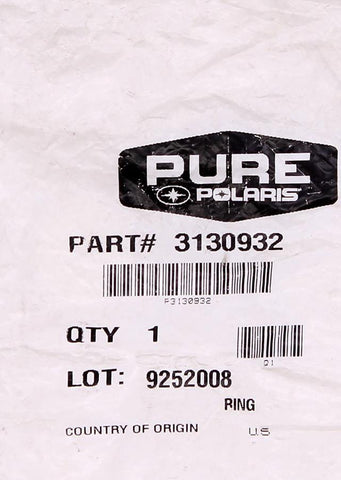 PURE
POLARIS
PART# 3130932
P3130932
QTY 1
Q1
LOT: 9252008
RING
COUNTRY OF ORIGIN U.S